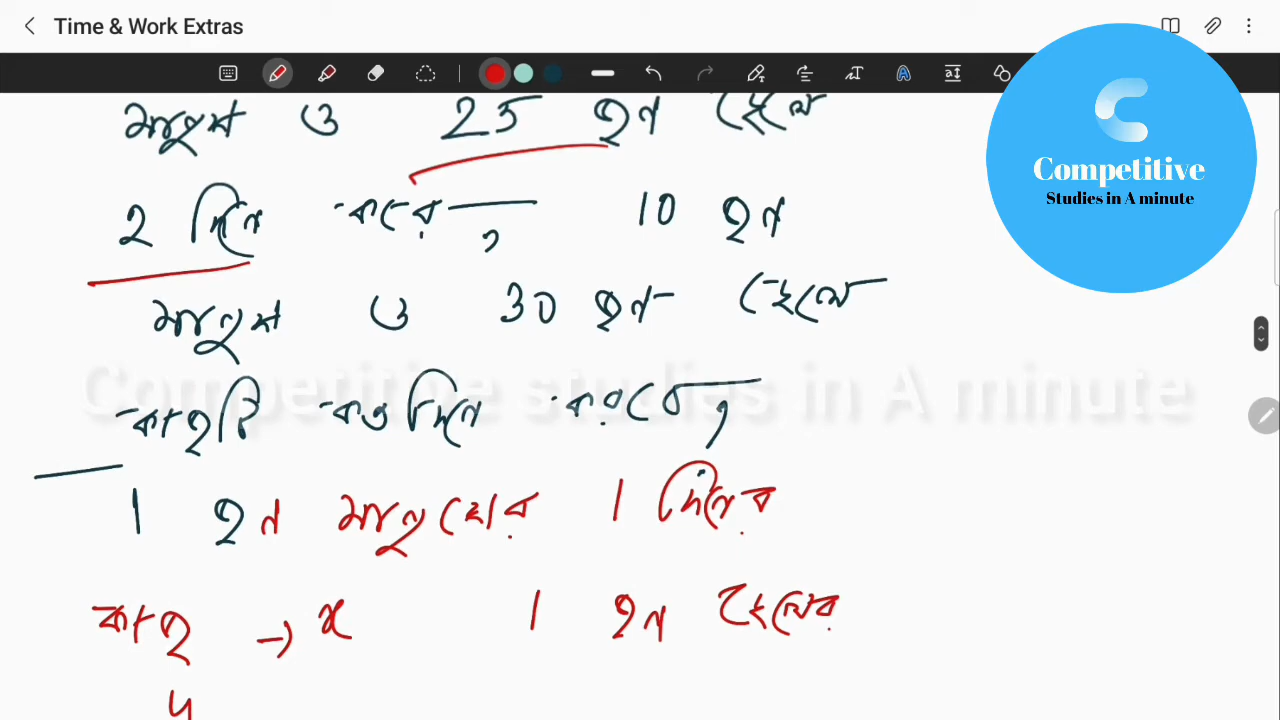 Time & Work Extras
Competitive
Studies in A minute
মানুষ ও 25 জন ছেলে
2 দিনে করে, 10 জন
মানুষ ও 30 জন ছেলে
Competitive studies in A minute
কাজটি কত দিনে করবে?
1 জন মানুষের 1 দিনের
কাজ → x 1 জন ছেলের
y